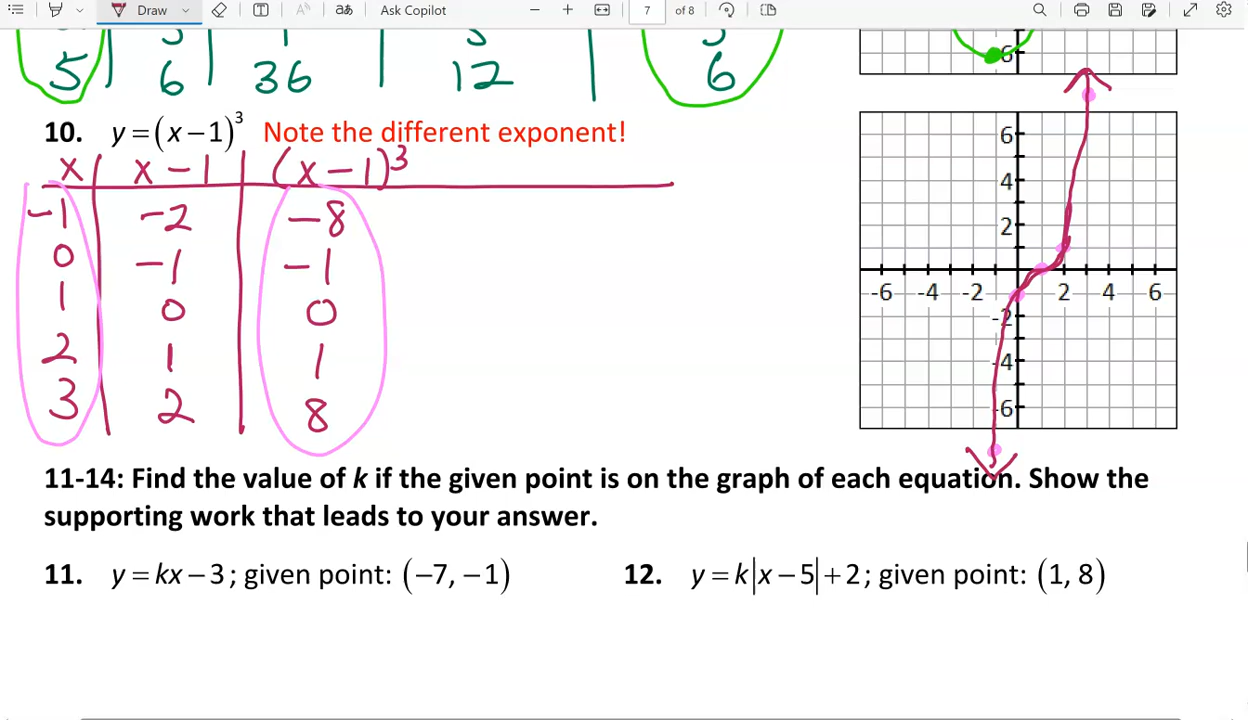 Draw
A
aあ
Ask Copilot
7 of 8
5 | 6 | 36 | 12 | 6
-6
10. y=(x−1)³ Note the different exponent!
x | x − 1 | (x − 1)³
−1 | −2 | −8
0 | −1 | −1
1 | 0 | 0
2 | 1 | 1
3 | 2 | 8
6
4
2
-6 -4 -2 2 4 6
-2
-4
-6
11-14: Find the value of k if the given point is on the graph of each equation. Show the
supporting work that leads to your answer.
11. y = kx − 3; given point: (−7, −1)
12. y = k|x − 5| + 2; given point: (1, 8)